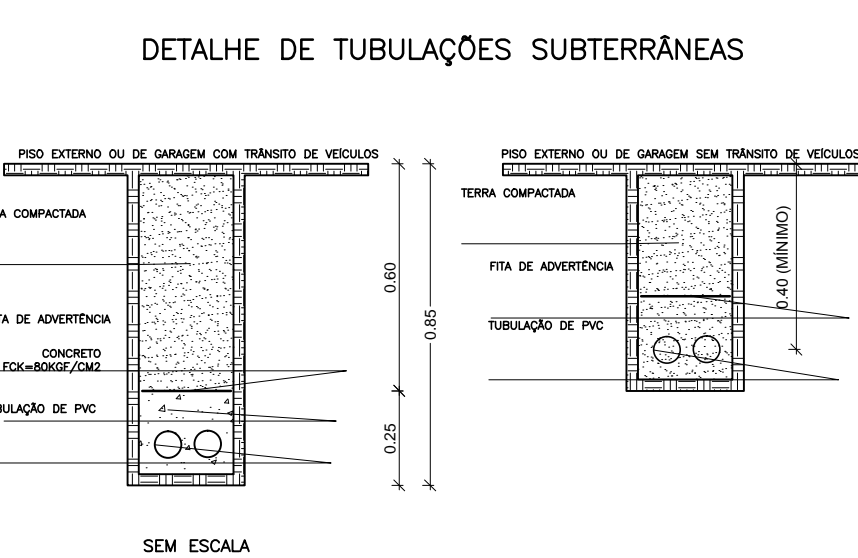 DETALHE DE TUBULAÇÕES SUBTERRÂNEAS
PISO EXTERNO OU DE GARAGEM COM TRÂNSITO DE VEÍCULOS
A COMPACTADA
TA DE ADVERTÊNCIA
CONCRETO
FCK=80KGF/CM2
BULAÇÃO DE PVC
0.60
0.25
0.85
SEM ESCALA
PISO EXTERNO OU DE GARAGEM SEM TRÂNSITO DE VEÍCULOS
TERRA COMPACTADA
FITA DE ADVERTÊNCIA
TUBULAÇÃO DE PVC
0.40 (MÍNIMO)